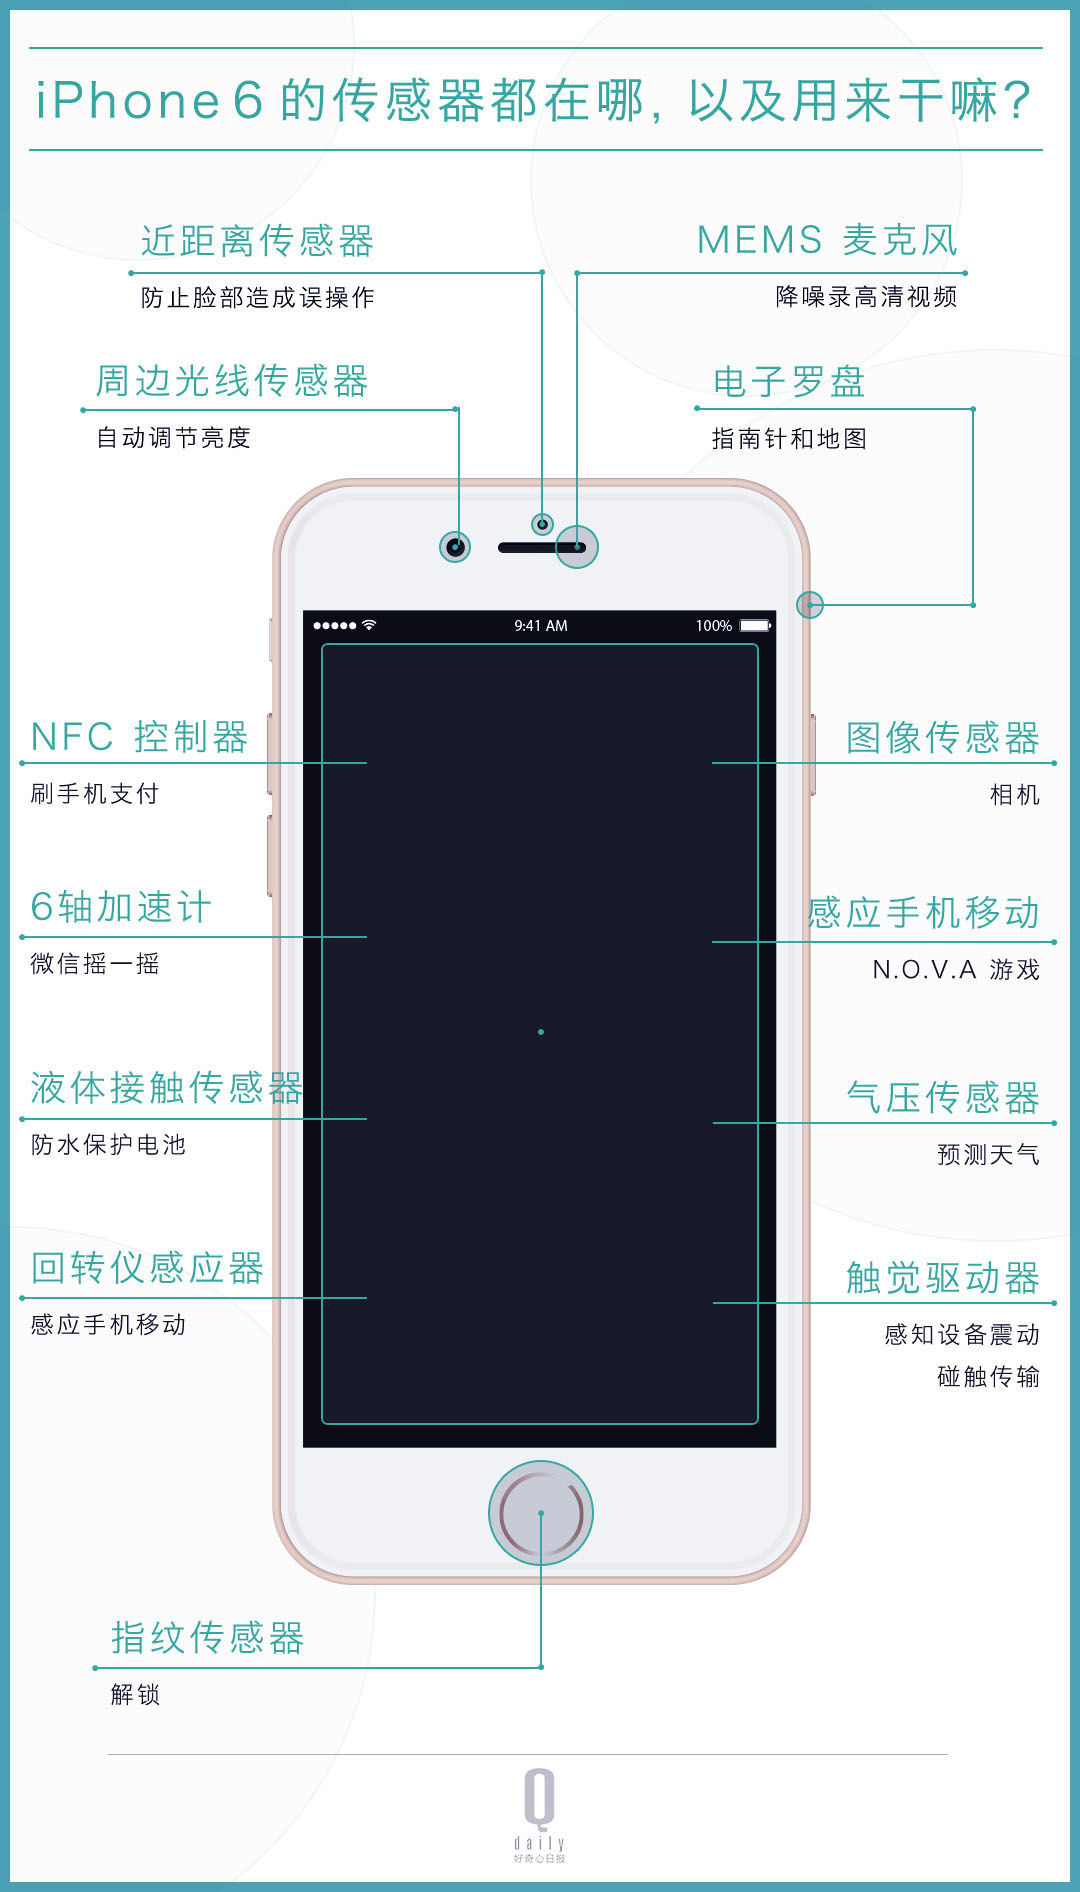 iPhone 6 的传感器都在哪, 以及用来干嘛?
近距离传感器
防止脸部造成误操作
MEMS 麦克风
降噪录高清视频
周边光线传感器
自动调节亮度
电子罗盘
指南针和地图
9:41 AM
100%
NFC 控制器
刷手机支付
图像传感器
相机
6轴加速计
微信摇一摇
感应手机移动
N.O.V.A 游戏
液体接触传感器
防水保护电池
气压传感器
预测天气
回转仪感应器
感应手机移动
触觉驱动器
感知设备震动
碰触传输
指纹传感器
解锁
Q
daily
好奇心日报